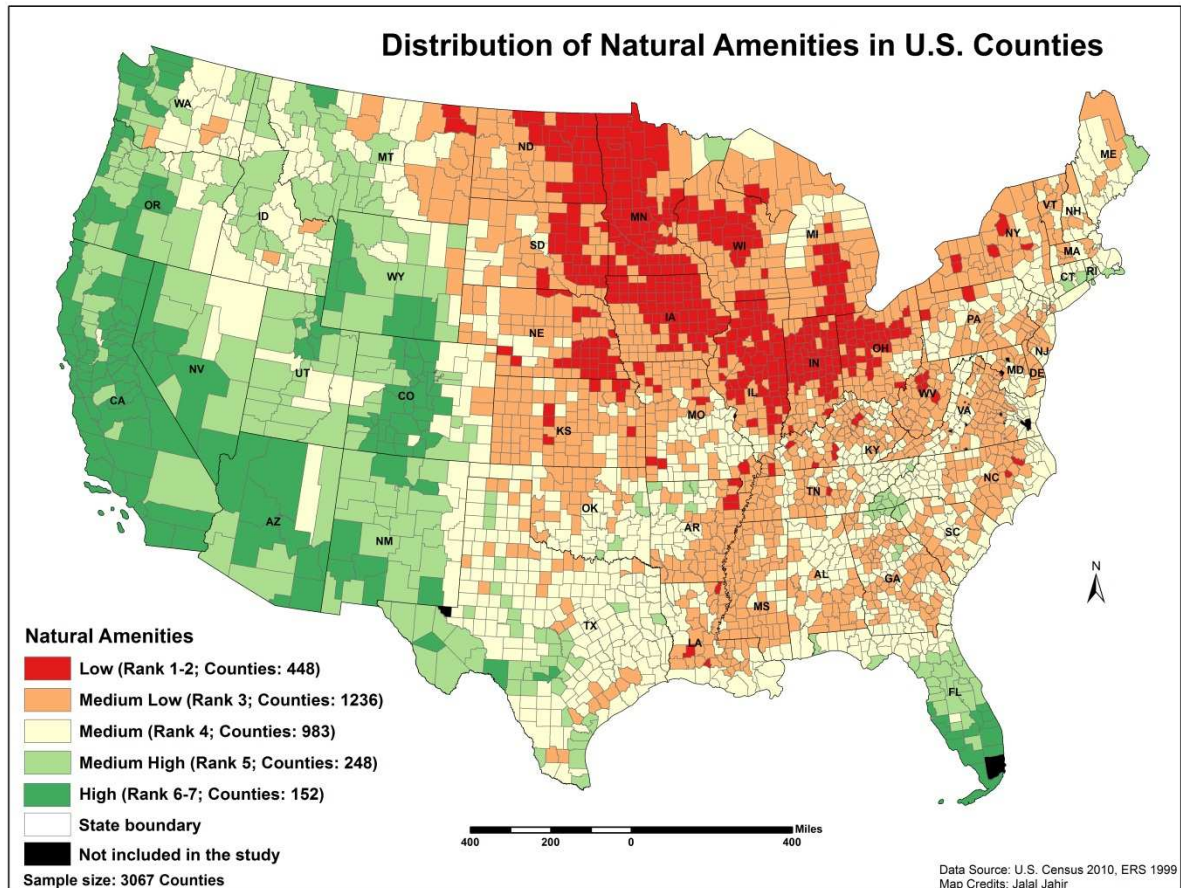 Distribution of Natural Amenities in U.S. Counties
WA
MT
ND
MN
ME
OR
ID
SD
WI
MI
VT
NH
NY
MA
CT
RI
WY
IA
NE
PA
NJ
NV
UT
CO
IL
IN
OH
MD
DE
WV
VA
CA
KS
MO
KY
NC
TN
AZ
NM
OK
AR
SC
N
TX
LA
MS
AL
GA
FL
Natural Amenities
Low (Rank 1-2; Counties: 448)
Medium Low (Rank 3; Counties: 1236)
Medium (Rank 4; Counties: 983)
Medium High (Rank 5; Counties: 248)
High (Rank 6-7; Counties: 152)
State boundary
Not included in the study
Sample size: 3067 Counties
Miles
400 200 0 400
Data Source: U.S. Census 2010, ERS 1999
Map Credits: Jalal Jahir